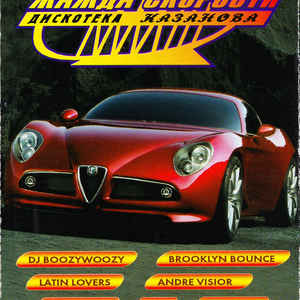 ЖАЖДА СКОРОСТИ
ДИСКОТЕКА КАЗАНОВА
DJ BOOZYWOOZY
BROOKLYN BOUNCE
LATIN LOVERS
ANDRE VISIOR